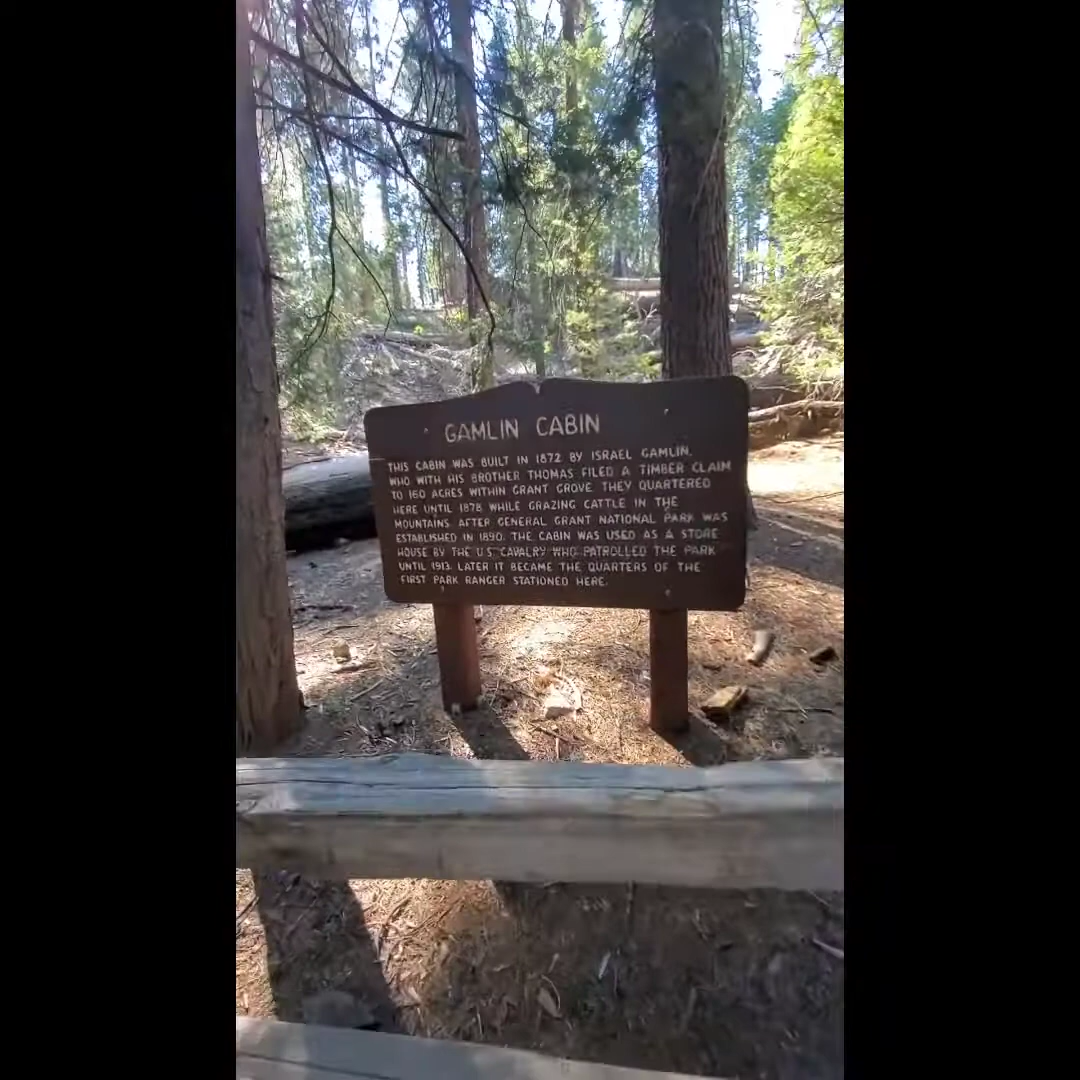 GAMLIN CABIN
THIS CABIN WAS BUILT IN 1872 BY ISRAEL GAMLIN,
WHO WITH HIS BROTHER THOMAS FILED A TIMBER CLAIM
TO 160 ACRES WITHIN GRANT GROVE. THEY QUARTERED
HERE UNTIL 1878 WHILE GRAZING CATTLE IN THE
MOUNTAINS. AFTER GENERAL GRANT NATIONAL PARK WAS
ESTABLISHED IN 1890. THE CABIN WAS USED AS A STORE
HOUSE BY THE U.S. CAVALRY WHO PATROLLED THE PARK
UNTIL 1913. LATER IT BECAME THE QUARTERS OF THE
FIRST PARK RANGER STATIONED HERE.